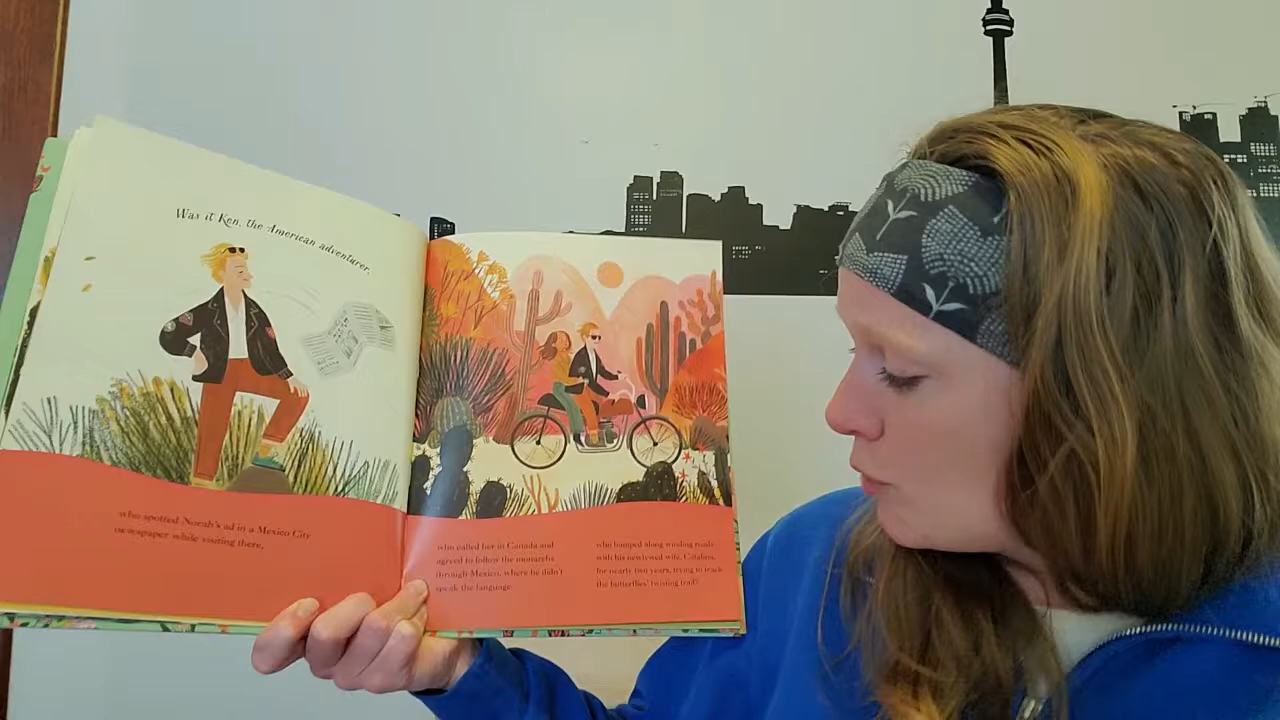 Was it Ken, the American adventurer,
who spotted Norah's ad in a Mexico City
newspaper while visiting there,
who called her in Canada and
agreed to follow the monarchs
through Mexico, where he didn't
speak the language
who bumped along winding roads
with his newlywed wife, Catalina,
for nearly two years, trying to track
the butterflies' twisting trail?